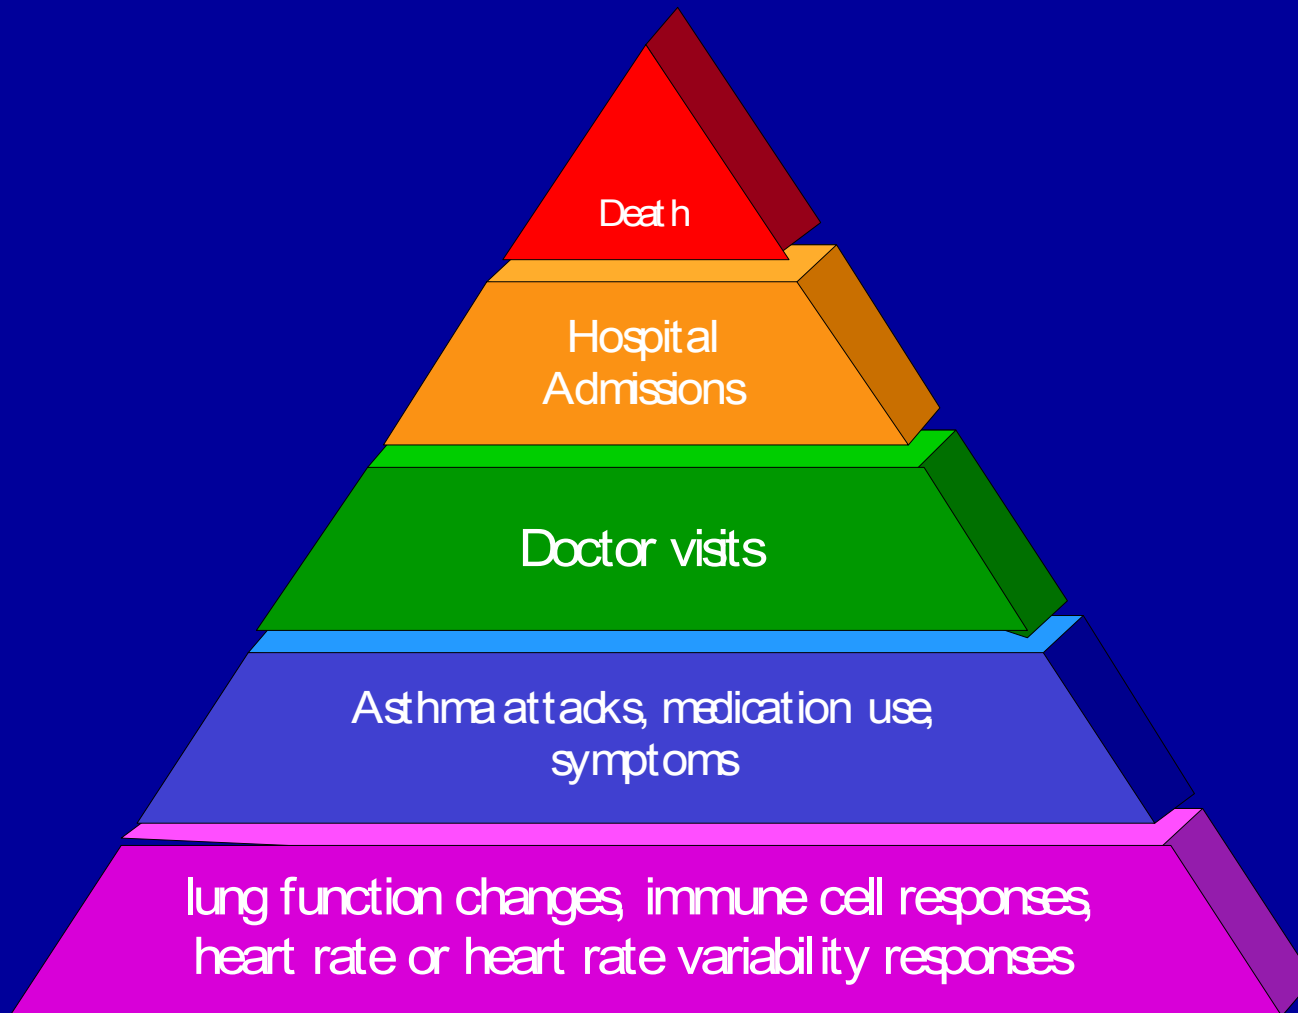 Death
Hospital
Admissions
Doctor visits
Asthma attacks, medication use,
symptoms
lung function changes, immune cell responses,
heart rate or heart rate variability responses